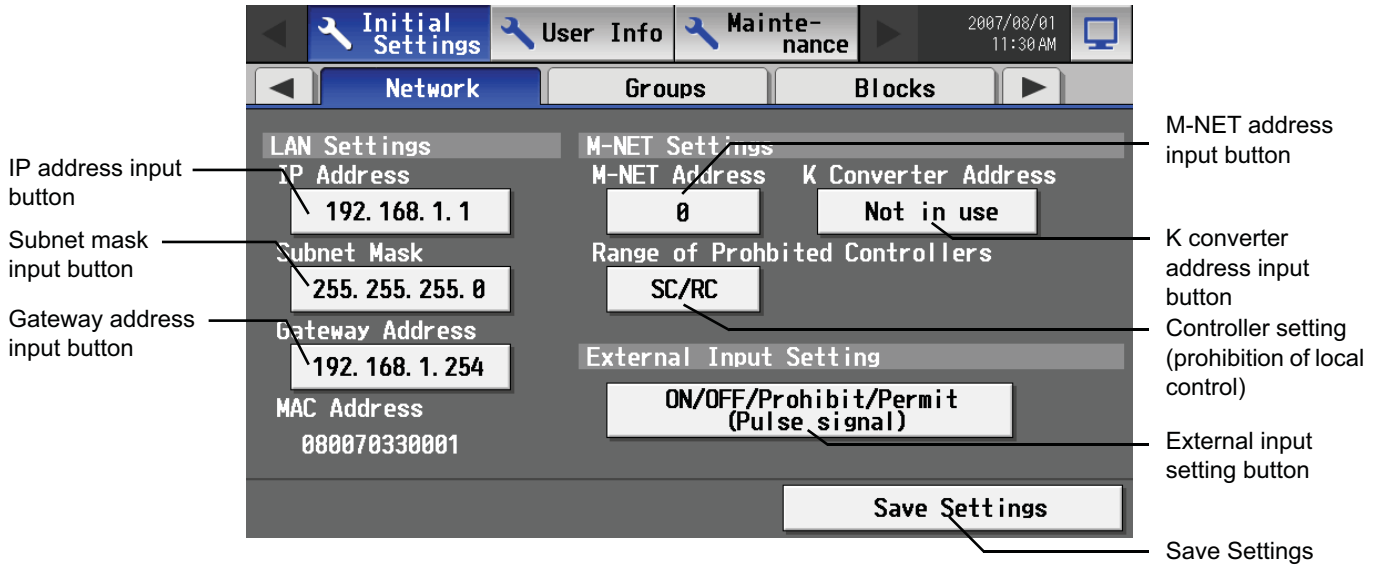 Initial
Settings
User Info
Mainte-
nance
2007/08/01
11:30 AM
Network
Groups
Blocks
LAN Settings
IP Address
192.168.1.1
Subnet Mask
255.255.255.0
Gateway Address
192.168.1.254
MAC Address
080070330001
M-NET Settings
M-NET Address
0
K Converter Address
Not in use
Range of Prohbited Controllers
SC/RC
External Input Setting
ON/OFF/Prohibit/Permit
(Pulse signal)
Save Settings
IP address input
button
Subnet mask
input button
Gateway address
input button
M-NET address
input button
K converter
address input
button
Controller setting
(prohibition of local
control)
External input
setting button
Save Settings